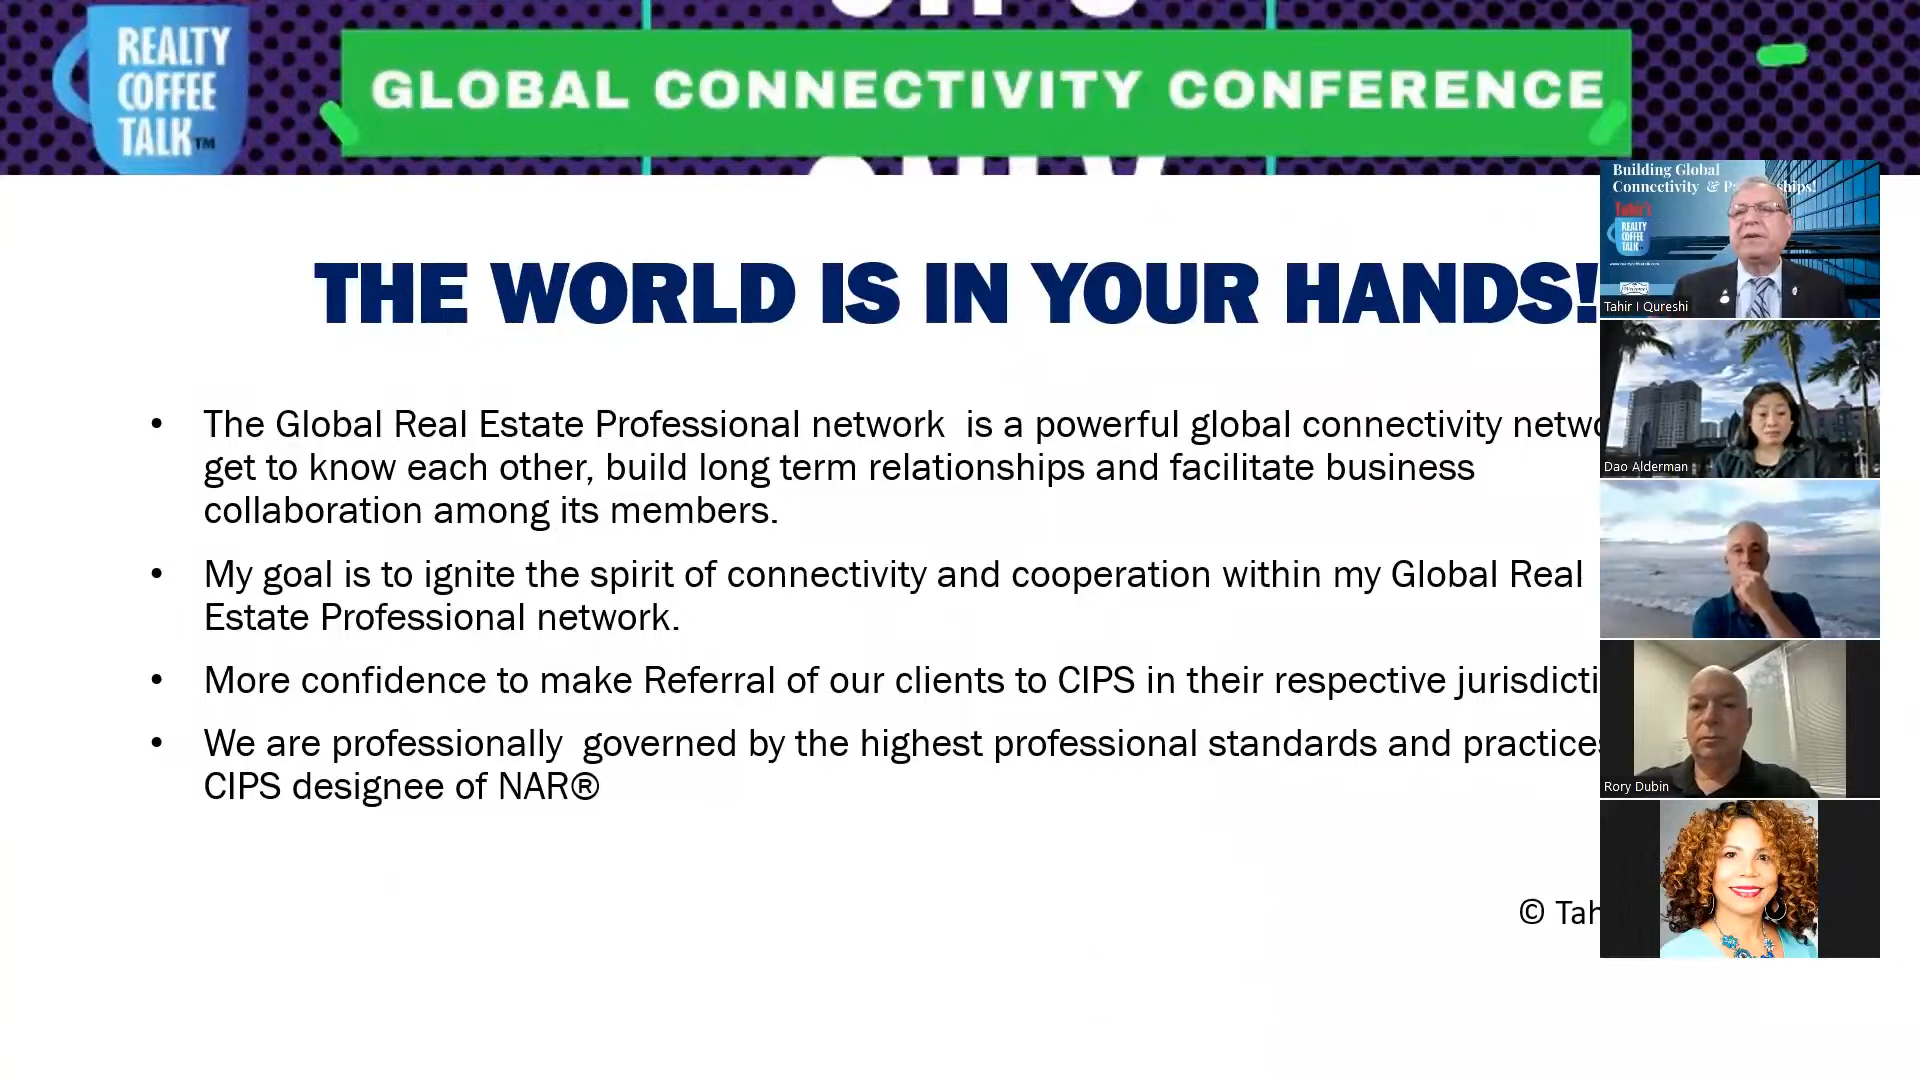 REALTY
COFFEE
TALK™
GLOBAL CONNECTIVITY CONFERENCE
THE WORLD IS IN YOUR HANDS!
• The Global Real Estate Professional network is a powerful global connectivity netwo
get to know each other, build long term relationships and facilitate business
collaboration among its members.
• My goal is to ignite the spirit of connectivity and cooperation within my Global Real
Estate Professional network.
• More confidence to make Referral of our clients to CIPS in their respective jurisdicti
• We are professionally governed by the highest professional standards and practices
CIPS designee of NAR®
© Tah
Building Global
Connectivity & P ships!
Tahir's
REALTY
COFFEE
TALK
Tahir I Qureshi
Dao Alderman
Rory Dubin